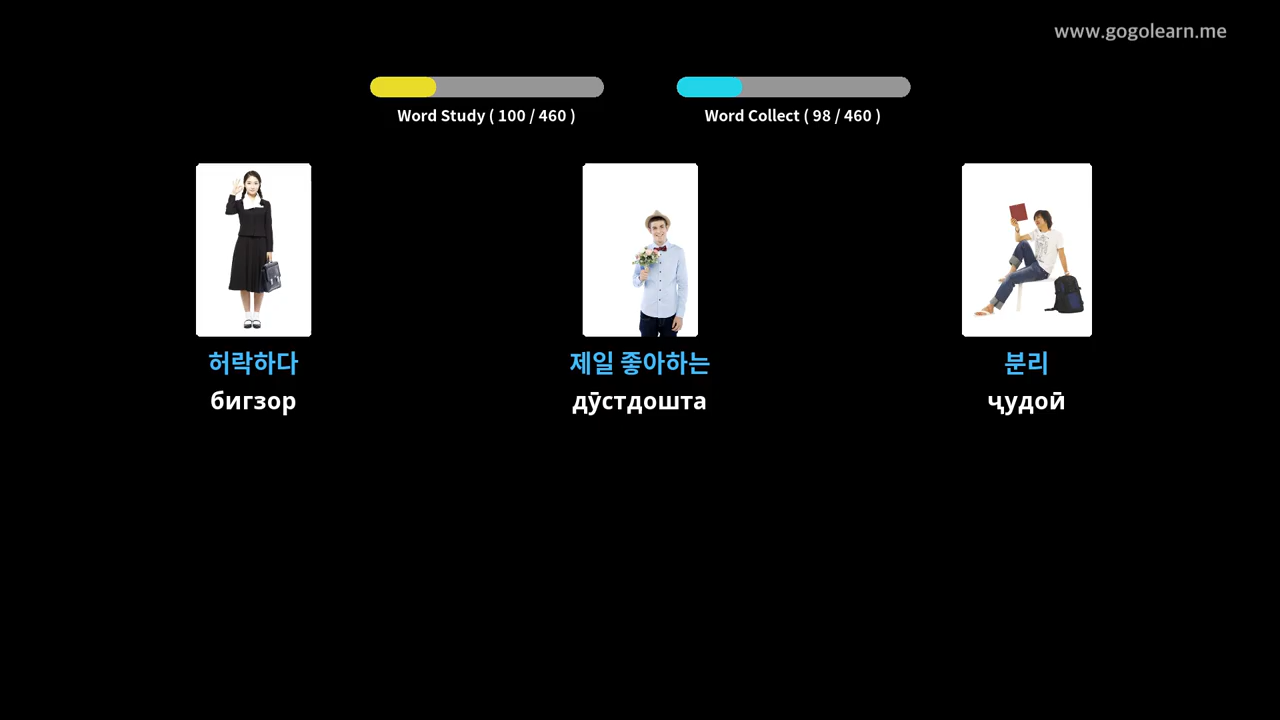 www.gogolearn.me
Word Study ( 100 / 460 )
Word Collect ( 98 / 460 )
허락하다
제일 좋아하는
분리
бигзор
дӯстдошта
ҷудоӣ